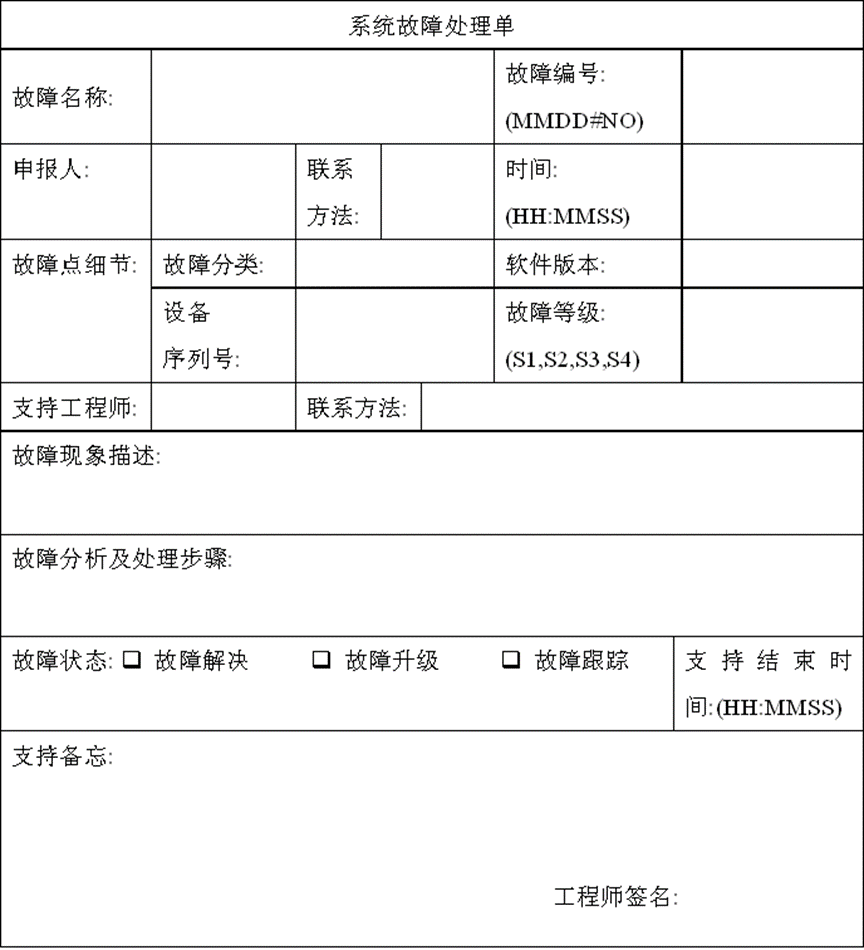 系统故障处理单
故障名称:
故障编号:
(MMDD#NO)
申报人:
联系
方法:
时间:
(HH:MMSS)
故障点细节:
故障分类:
软件版本:
设备
序列号:
故障等级:
(S1,S2,S3,S4)
支持工程师:
联系方法:
故障现象描述:
故障分析及处理步骤:
故障状态: ❑ 故障解决 ❑ 故障升级 ❑ 故障跟踪
支持结束时
间:(HH:MMSS)
支持备忘:
工程师签名: